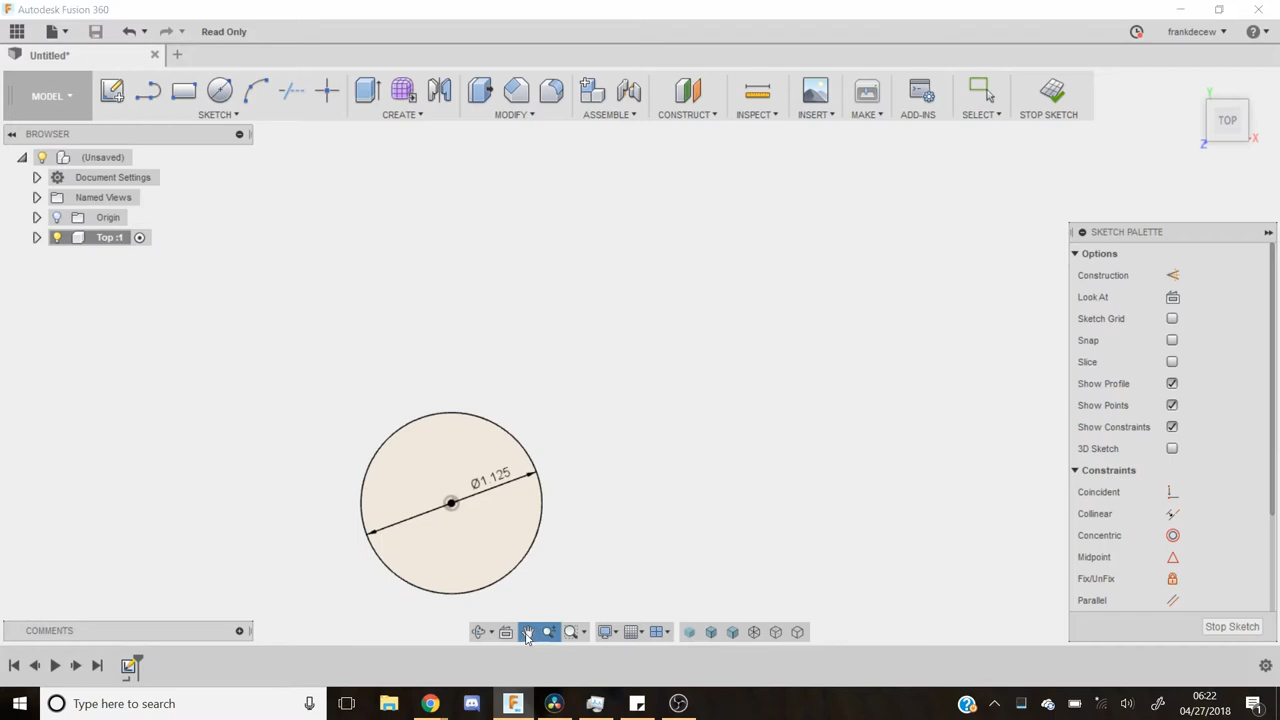 Autodesk Fusion 360
Read Only
frankdecew
Untitled*
MODEL
SKETCH
CREATE
MODIFY
ASSEMBLE
CONSTRUCT
INSPECT
INSERT
MAKE
ADD-INS
SELECT
STOP SKETCH
Y
TOP
X
Z
BROWSER
(Unsaved)
Document Settings
Named Views
Origin
Top :1
SKETCH PALETTE
Options
Construction
Look At
Sketch Grid
Snap
Slice
Show Profile
Show Points
Show Constraints
3D Sketch
Constraints
Coincident
Collinear
Concentric
Midpoint
Fix/UnFix
Parallel
Ø1.125
COMMENTS
Stop Sketch
Type here to search
06:22
04/27/2018